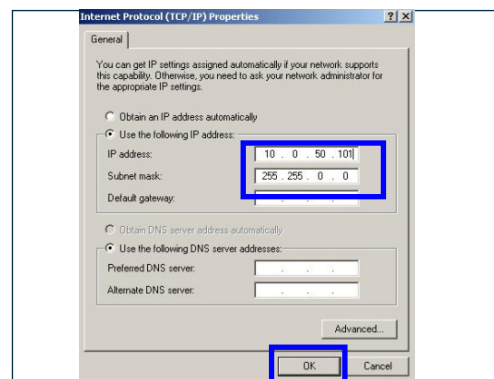 Internet Protocol (TCP/IP) Properties
General
You can get IP settings assigned automatically if your network supports
this capability. Otherwise, you need to ask your network administrator for
the appropriate IP settings.
Obtain an IP address automatically
Use the following IP address:
IP address: 10 . 0 . 50 . 101
Subnet mask: 255 . 255 . 0 . 0
Default gateway: . . .
Obtain DNS server address automatically
Use the following DNS server addresses:
Preferred DNS server: . . .
Alternate DNS server: . . .
Advanced...
OK Cancel